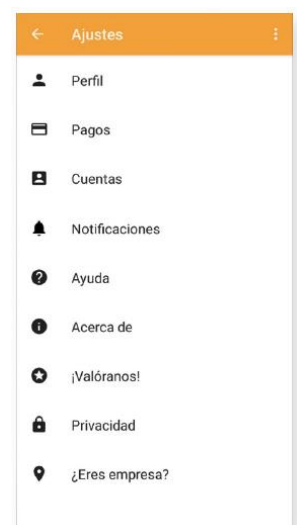 Ajustes
Perfil
Pagos
Cuentas
Notificaciones
Ayuda
Acerca de
¡Valóranos!
Privacidad
¿Eres empresa?